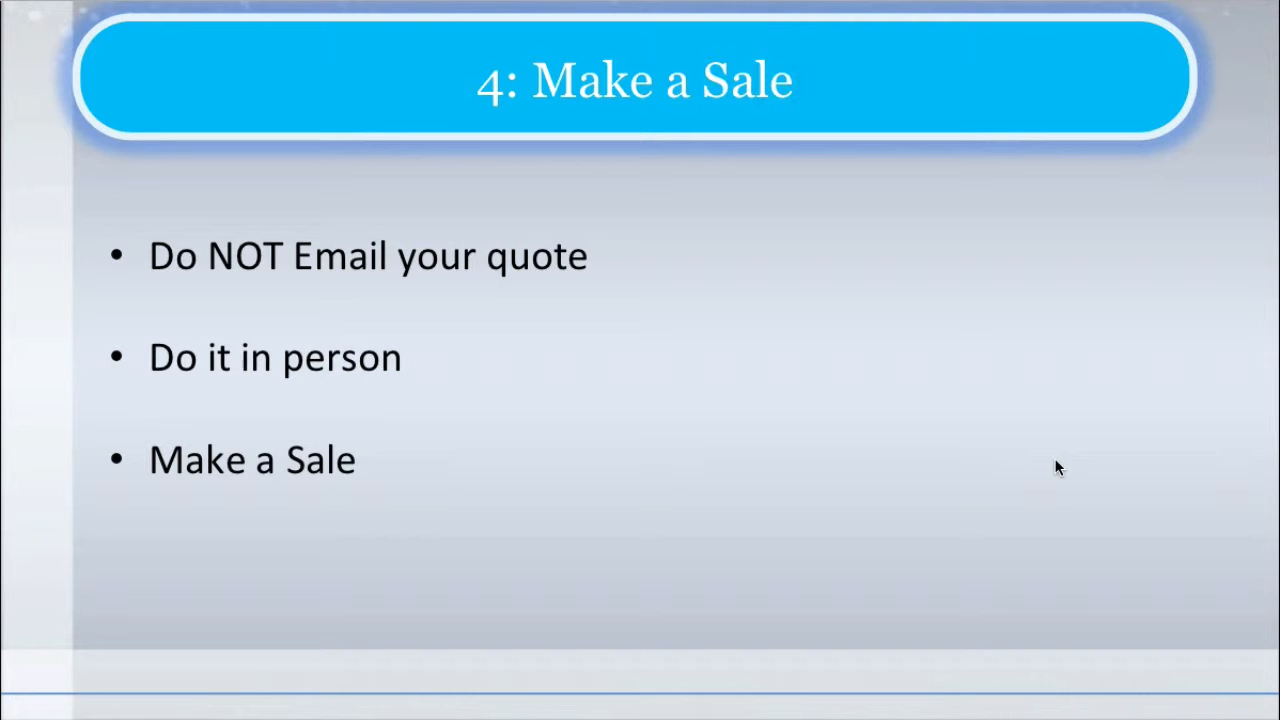 4: Make a Sale
• Do NOT Email your quote
• Do it in person
• Make a Sale